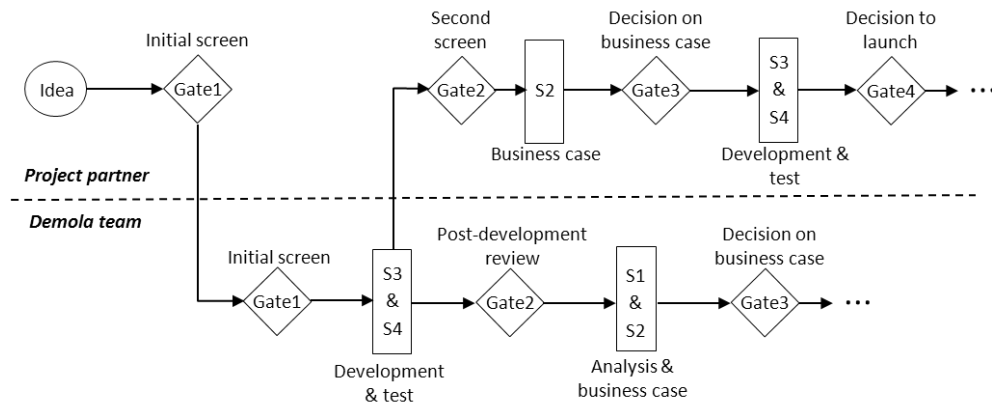 Initial screen
Idea
Gate1
Second
screen
Gate2
S2
Business case
Decision on
business case
Gate3
S3
&
S4
Development &
test
Decision to
launch
Gate4
...
Project partner
Demola team
Initial screen
Gate1
S3
&
S4
Development
& test
Post-development
review
Gate2
S1
&
S2
Analysis &
business case
Decision on
business case
Gate3
...